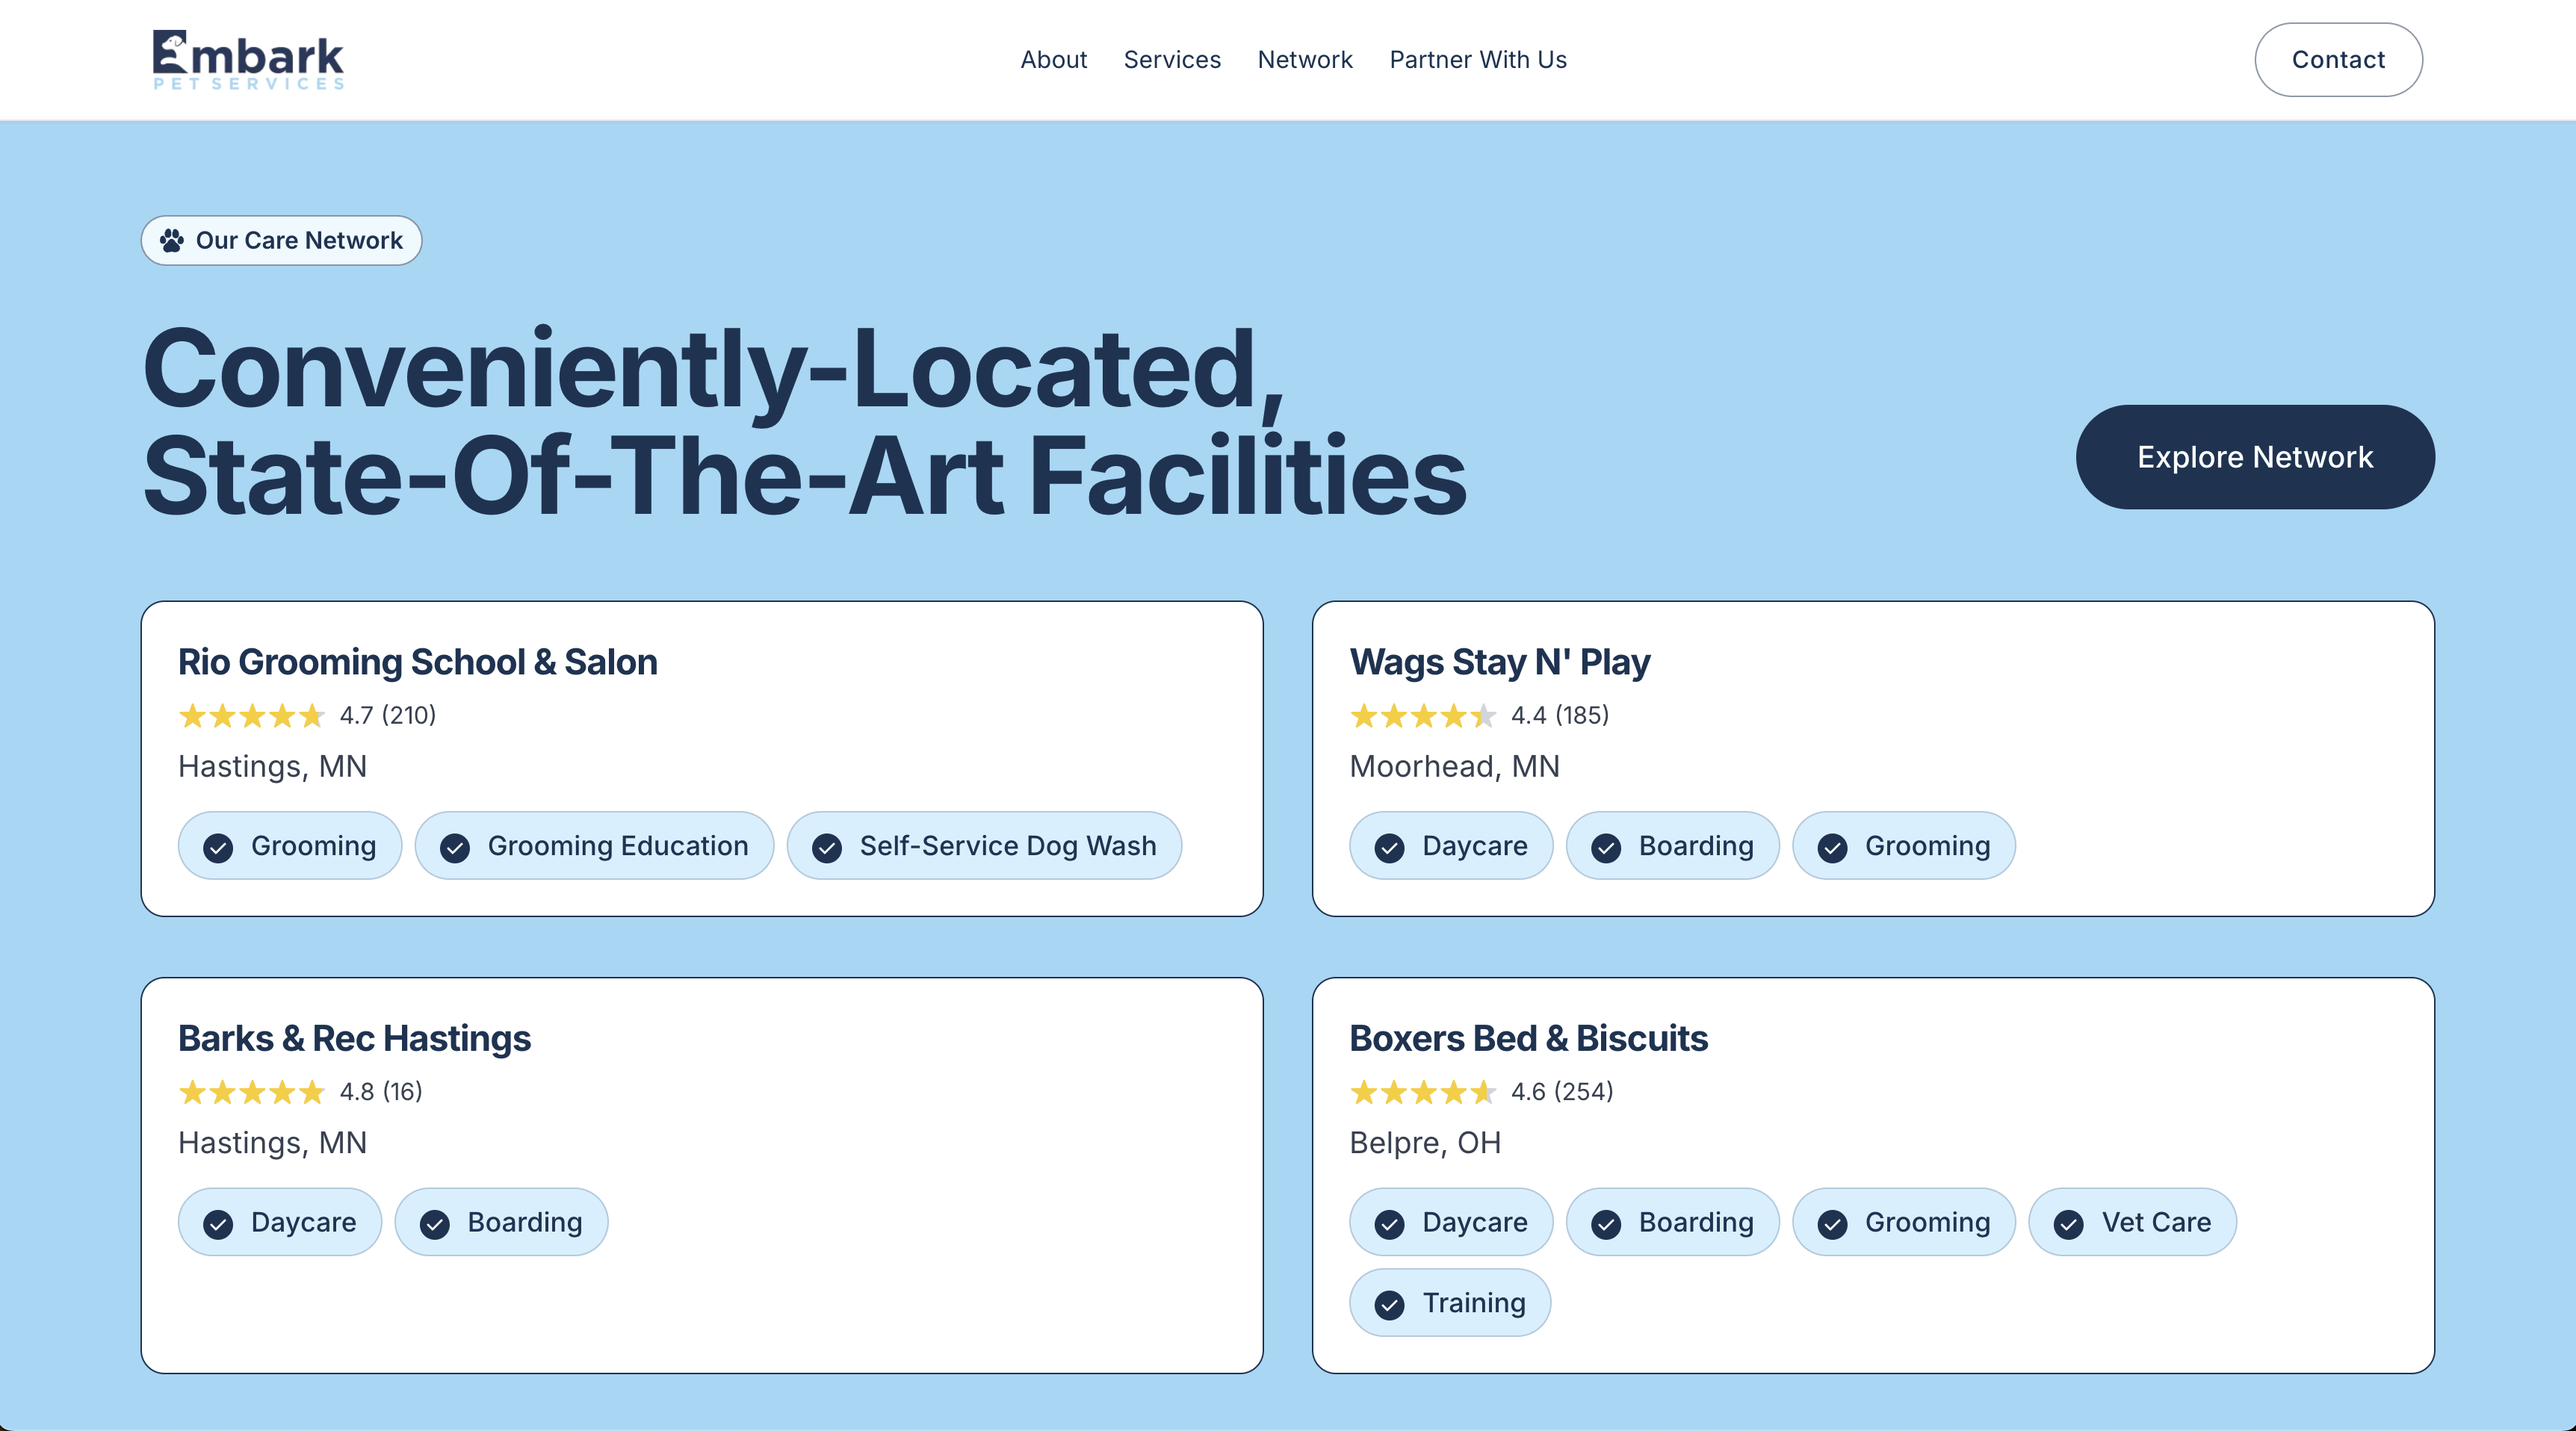 Embark
PET SERVICES
About
Services
Network
Partner With Us
Contact
Our Care Network
Conveniently-Located,
State-Of-The-Art Facilities
Explore Network
Rio Grooming School & Salon
4.7 (210)
Hastings, MN
Grooming
Grooming Education
Self-Service Dog Wash
Wags Stay N' Play
4.4 (185)
Moorhead, MN
Daycare
Boarding
Grooming
Barks & Rec Hastings
4.8 (16)
Hastings, MN
Daycare
Boarding
Boxers Bed & Biscuits
4.6 (254)
Belpre, OH
Daycare
Boarding
Grooming
Vet Care
Training